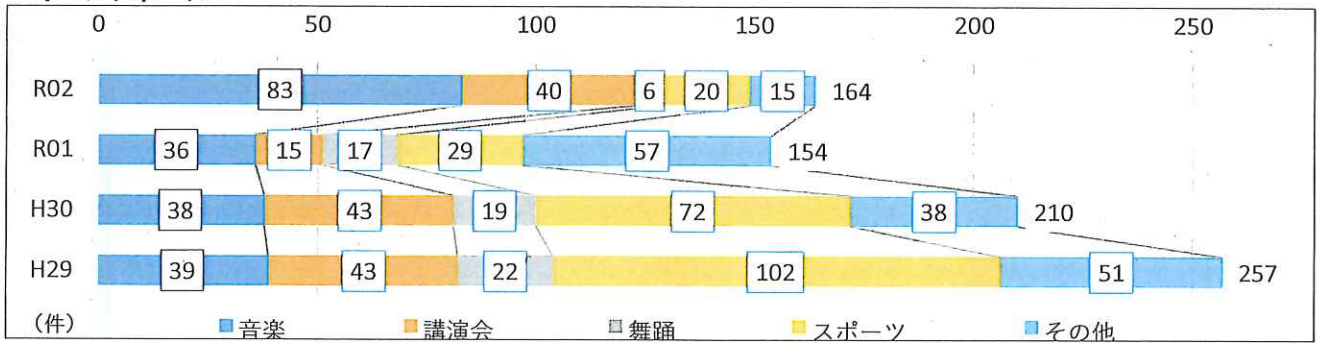 0 50 100 150 200 250
R02 83 40 6 20 15 164
R01 36 15 17 29 57 154
H30 38 43 19 72 38 210
H29 39 43 22 102 51 257
（件） 音楽 講演会 舞踊 スポーツ その他